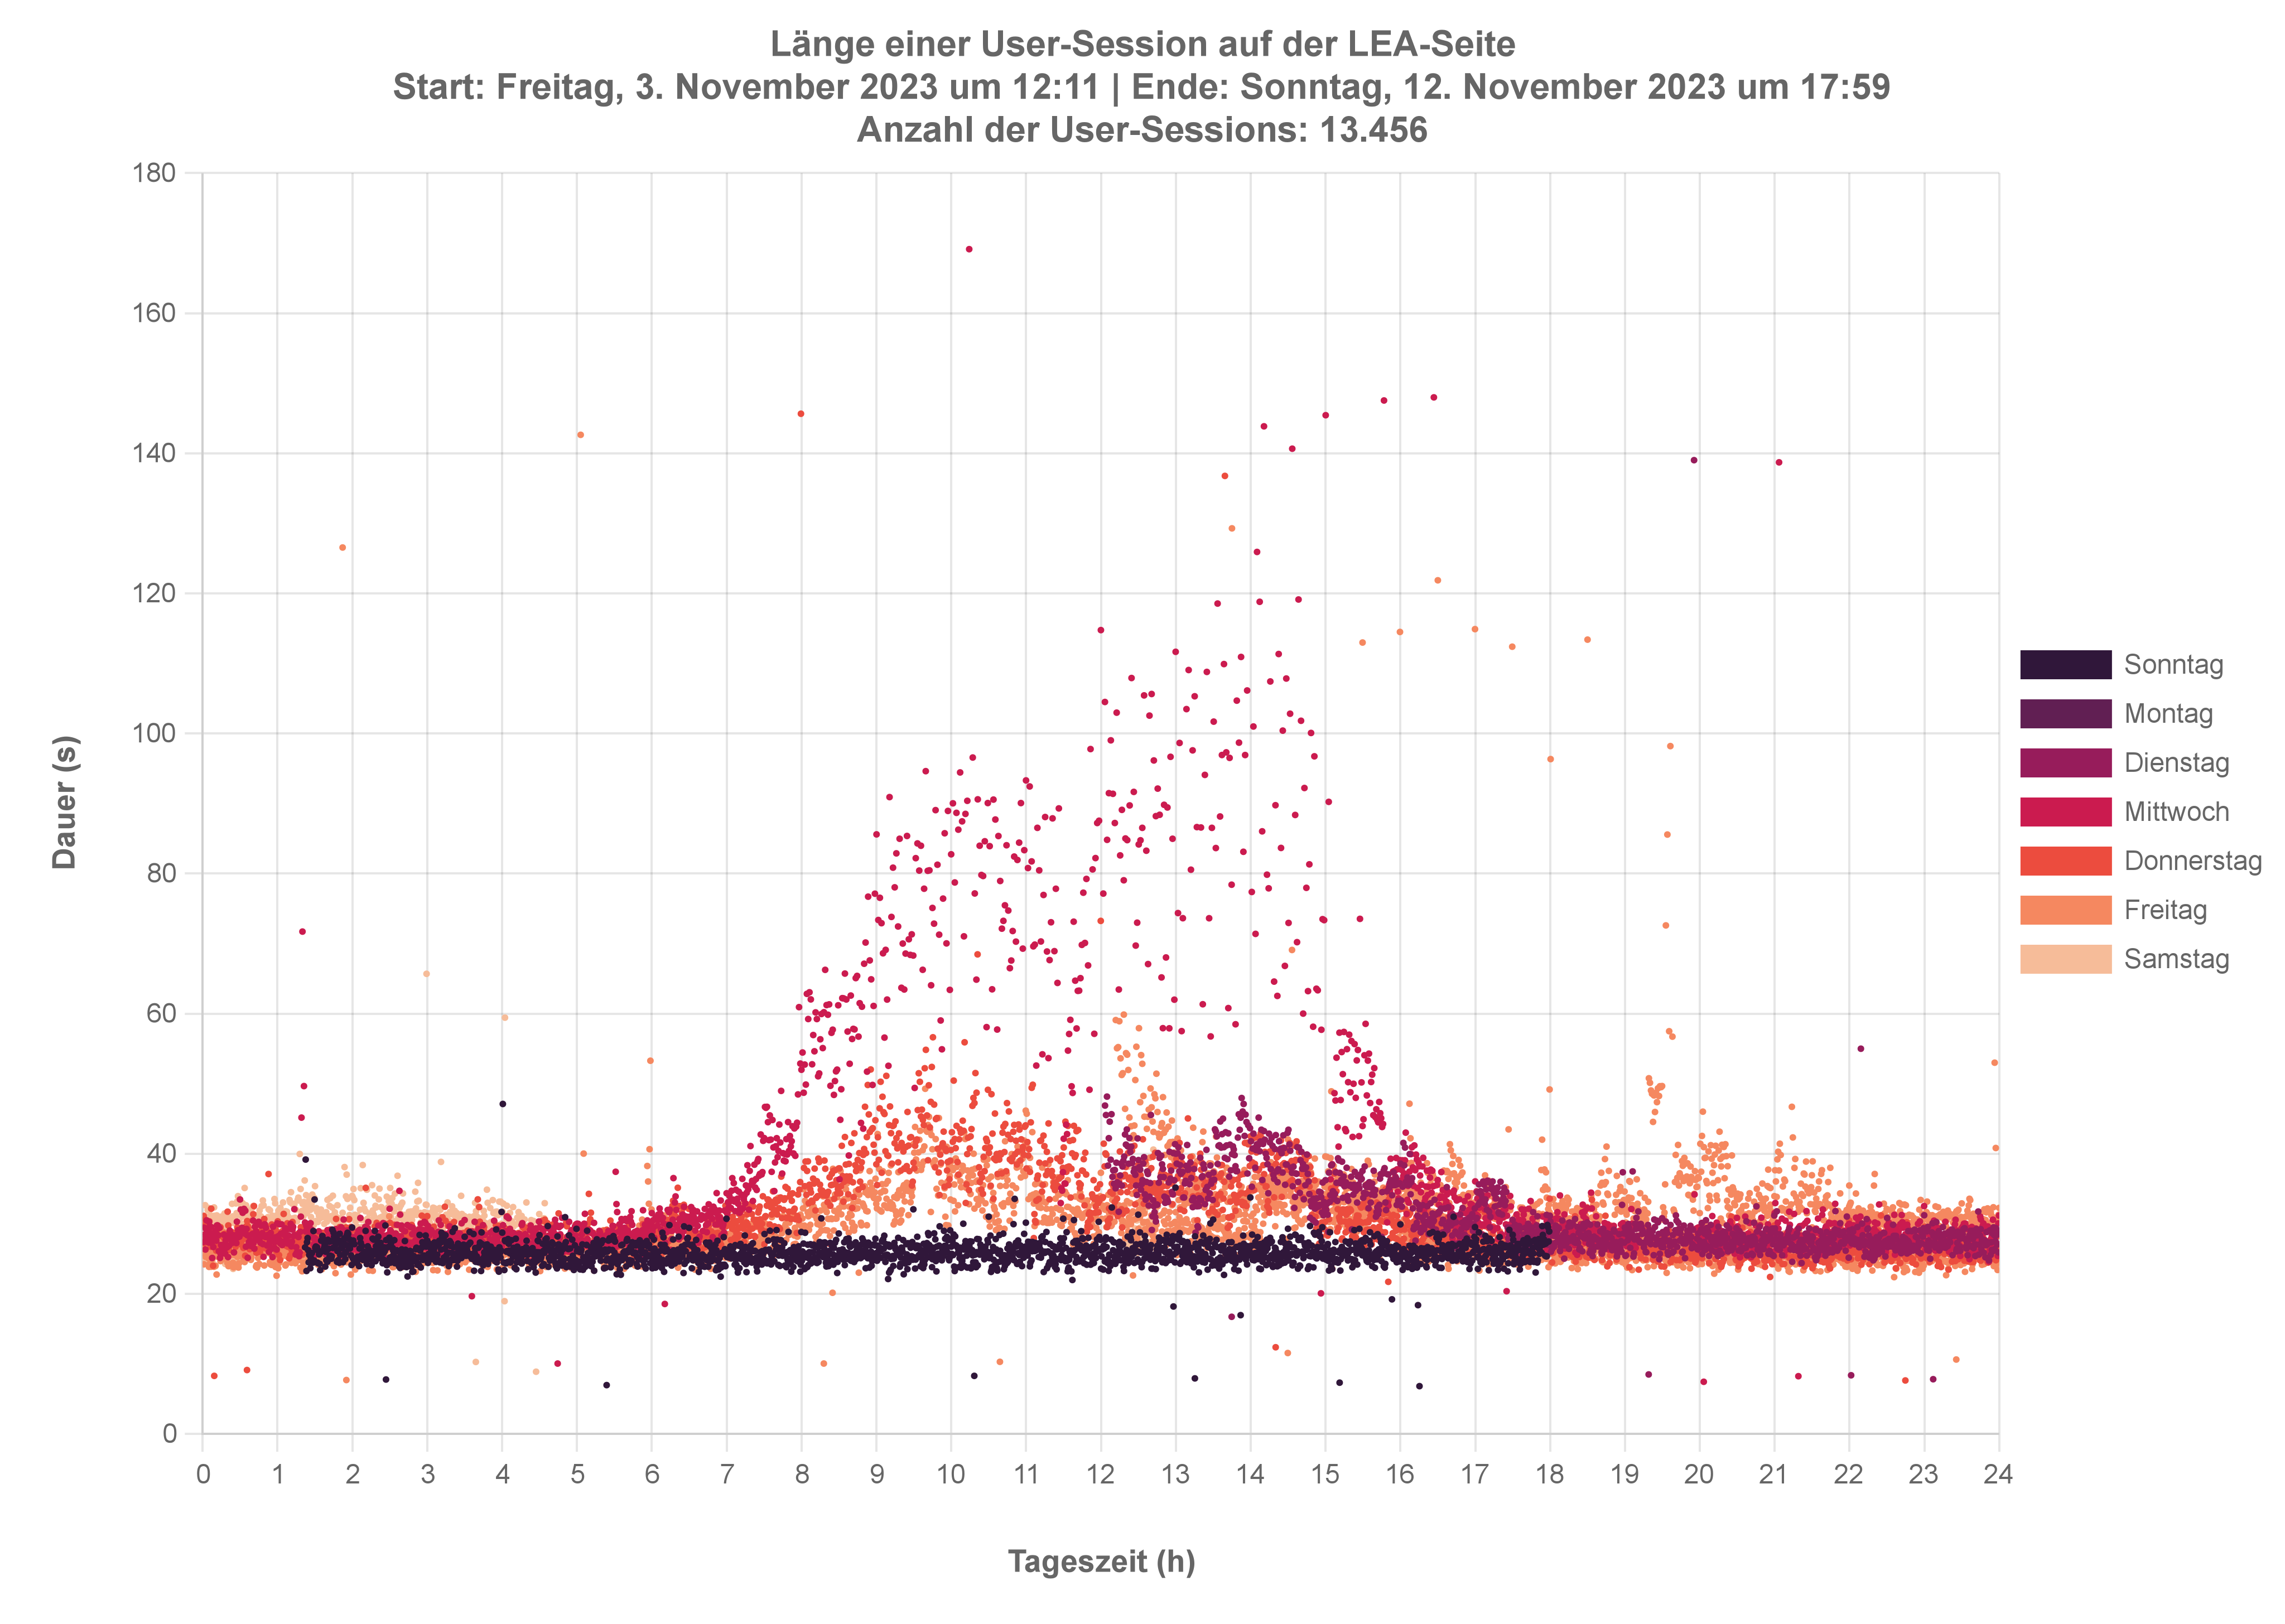 Länge einer User-Session auf der LEA-Seite
Start: Freitag, 3. November 2023 um 12:11 | Ende: Sonntag, 12. November 2023 um 17:59
Anzahl der User-Sessions: 13.456
180
160
140
120
100
80
60
40
20
0
Dauer (s)
0 1 2 3 4 5 6 7 8 9 10 11 12 13 14 15 16 17 18 19 20 21 22 23 24
Tageszeit (h)
Sonntag
Montag
Dienstag
Mittwoch
Donnerstag
Freitag
Samstag